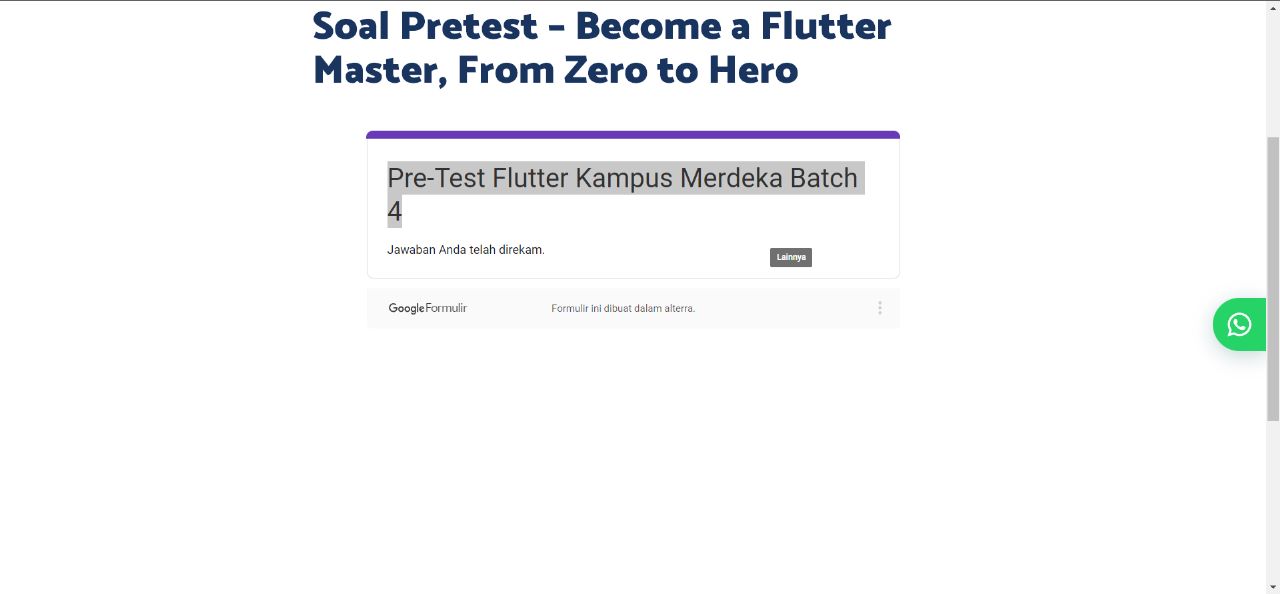 Soal Pretest – Become a Flutter
Master, From Zero to Hero
Pre-Test Flutter Kampus Merdeka Batch
4
Jawaban Anda telah direkam.
Lainnya
Google Formulir
Formulir ini dibuat dalam alterra.